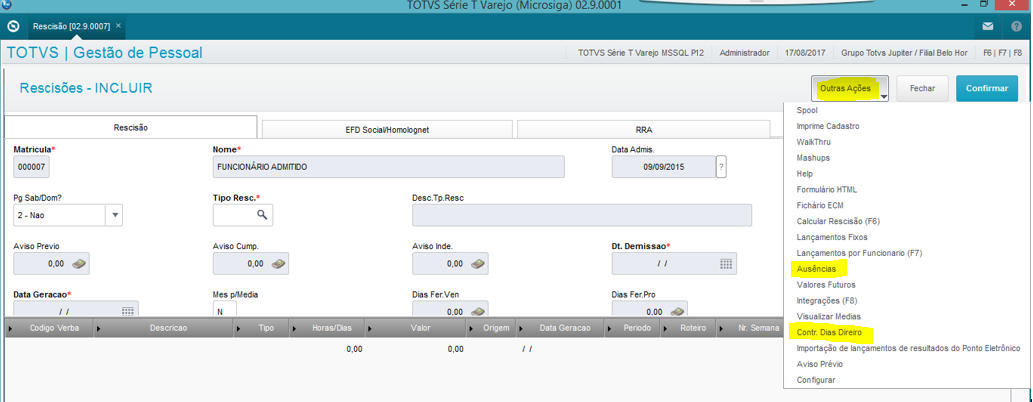 TOTVS Série T Varejo (Microsiga) 02.9.0001
Rescisão [02.9.0007] ×
TOTVS | Gestão de Pessoal
TOTVS Série T Varejo MSSQL P12 Administrador 17/08/2017 Grupo Totvs Jupiter / Filial Belo Hor F6 | F7 | F8
Rescisões - INCLUIR
Outras Ações Fechar Confirmar
Rescisão EFD Social/Homolognet RRA
Matricula* Nome* Data Admis.
000007 FUNCIONÁRIO ADMITIDO 09/09/2015 ?
Pg Sab/Dom? Tipo Resc.* Desc.Tp.Resc
2 - Nao
Aviso Previo Aviso Cump. Aviso Inde. Dt. Demissao*
0,00 0,00 0,00 / /
Data Geracao* Mes p/Media Dias Fer.Ven Dias Fer.Pro
/ / N 0,00 0,00
Codigo Verba Descricao Tipo Horas/Dias Valor Origem Data Geracao Periodo Roteiro Nr. Semana
0,00 0,00 / /
Spool
Imprime Cadastro
WalkThru
Mashups
Help
Formulário HTML
Fichário ECM
Calcular Rescisão (F6)
Lançamentos Fixos
Lançamentos por Funcionario (F7)
Ausências
Valores Futuros
Integrações (F8)
Visualizar Medias
Contr. Dias Direiro
Importação de lançamentos de resultados do Ponto Eletrônico
Aviso Prévio
Configurar